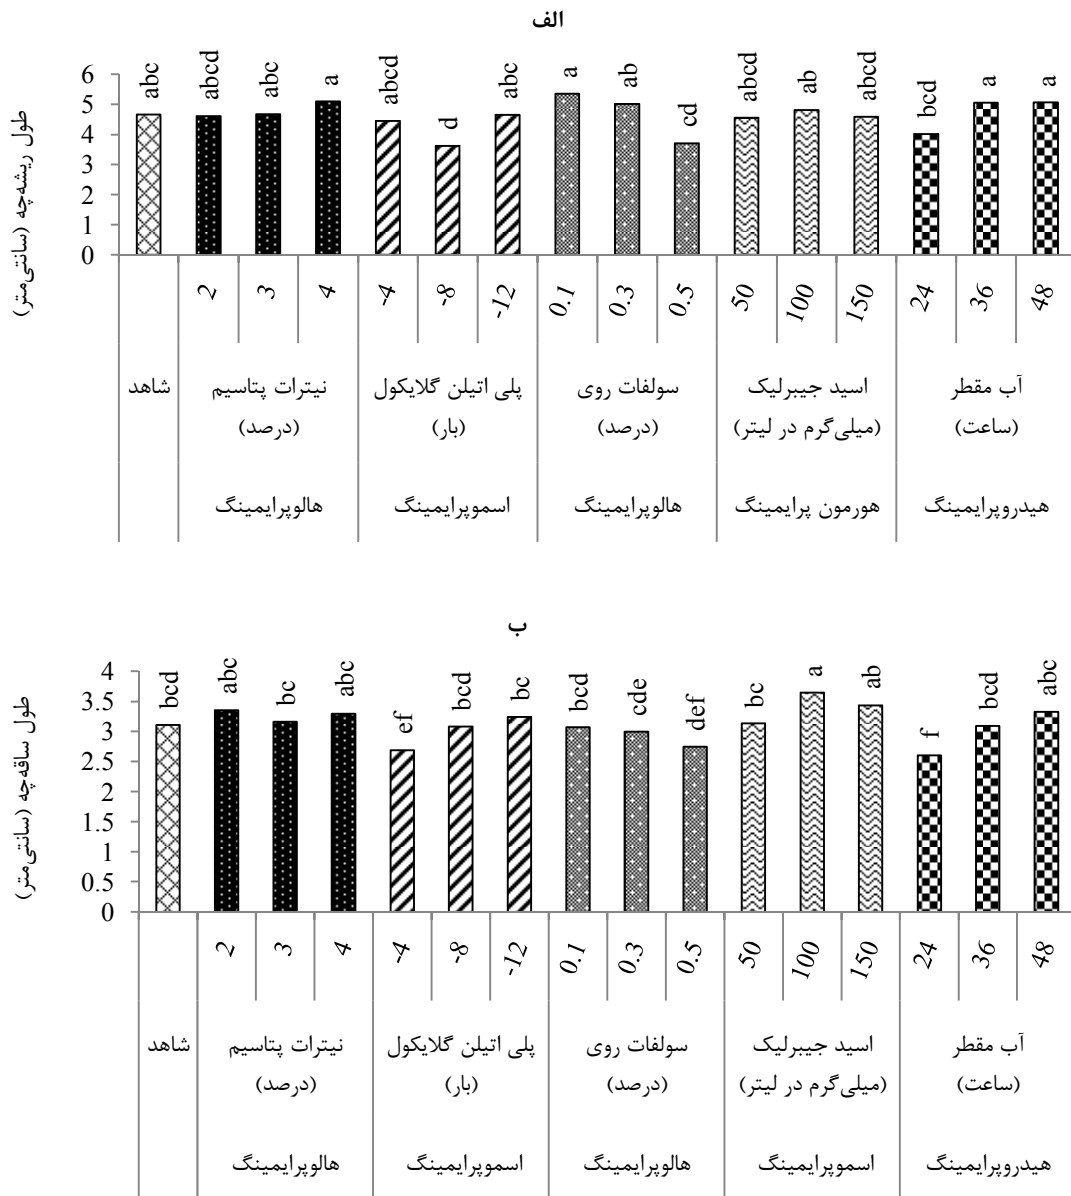 الف
طول ریشه‌چه (سانتی‌متر)
6
5
4
3
2
1
0
abc abcd abc a abcd d abc a ab cd abcd ab abcd bcd a a
2 3 4 -4 -8 -12 0.1 0.3 0.5 50 100 150 24 36 48
شاهد
نیترات پتاسیم
(درصد)
پلی اتیلن گلایکول
(بار)
سولفات روی
(درصد)
اسید جیبرلیک
(میلی‌گرم در لیتر)
آب مقطر
(ساعت)
هالوپرایمینگ
اسموپرایمینگ
هالوپرایمینگ
هورمون پرایمینگ
هیدروپرایمینگ
ب
طول ساقه‌چه (سانتی‌متر)
4
3.5
3
2.5
2
1.5
1
0.5
0
bcd abc bc abc ef bcd bc bcd cde def bc a ab f bcd abc
2 3 4 -4 -8 -12 0.1 0.3 0.5 50 100 150 24 36 48
شاهد
نیترات پتاسیم
(درصد)
پلی اتیلن گلایکول
(بار)
سولفات روی
(درصد)
اسید جیبرلیک
(میلی‌گرم در لیتر)
آب مقطر
(ساعت)
هالوپرایمینگ
اسموپرایمینگ
هالوپرایمینگ
اسموپرایمینگ
هیدروپرایمینگ